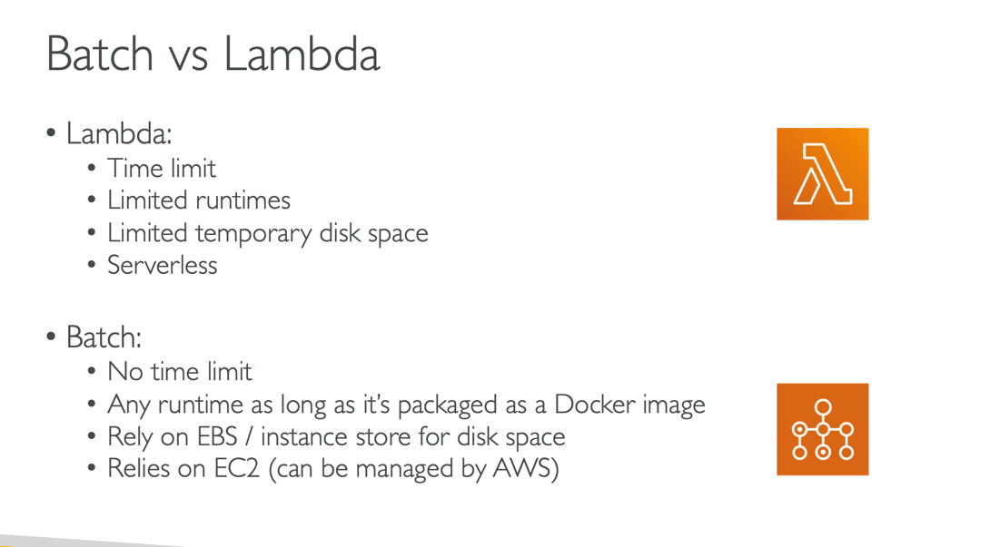 Batch vs Lambda
• Lambda:
• Time limit
• Limited runtimes
• Limited temporary disk space
• Serverless
• Batch:
• No time limit
• Any runtime as long as it’s packaged as a Docker image
• Rely on EBS / instance store for disk space
• Relies on EC2 (can be managed by AWS)